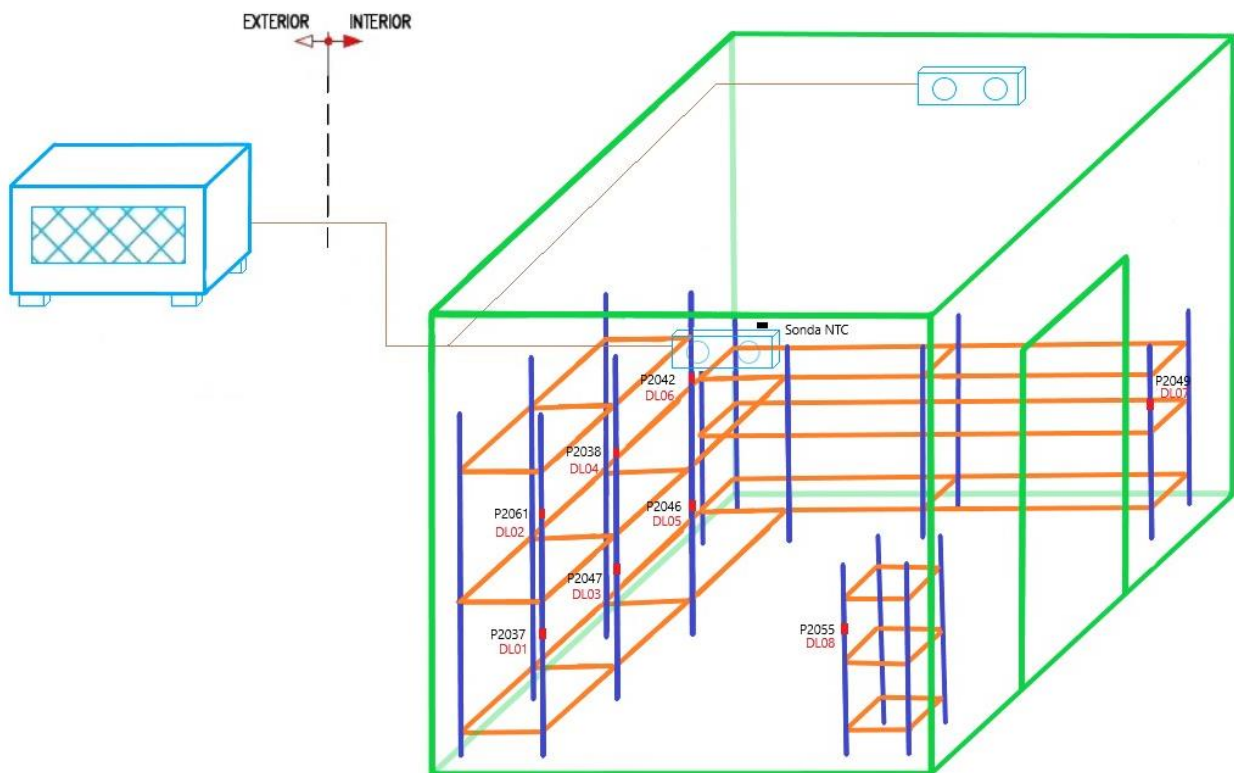 EXTERIOR INTERIOR
Sonda NTC
P2042
DL06
P2049
DL07
P2038
DL04
P2061
DL02
P2046
DL05
P2047
DL03
P2037
DL01
P2055
DL08